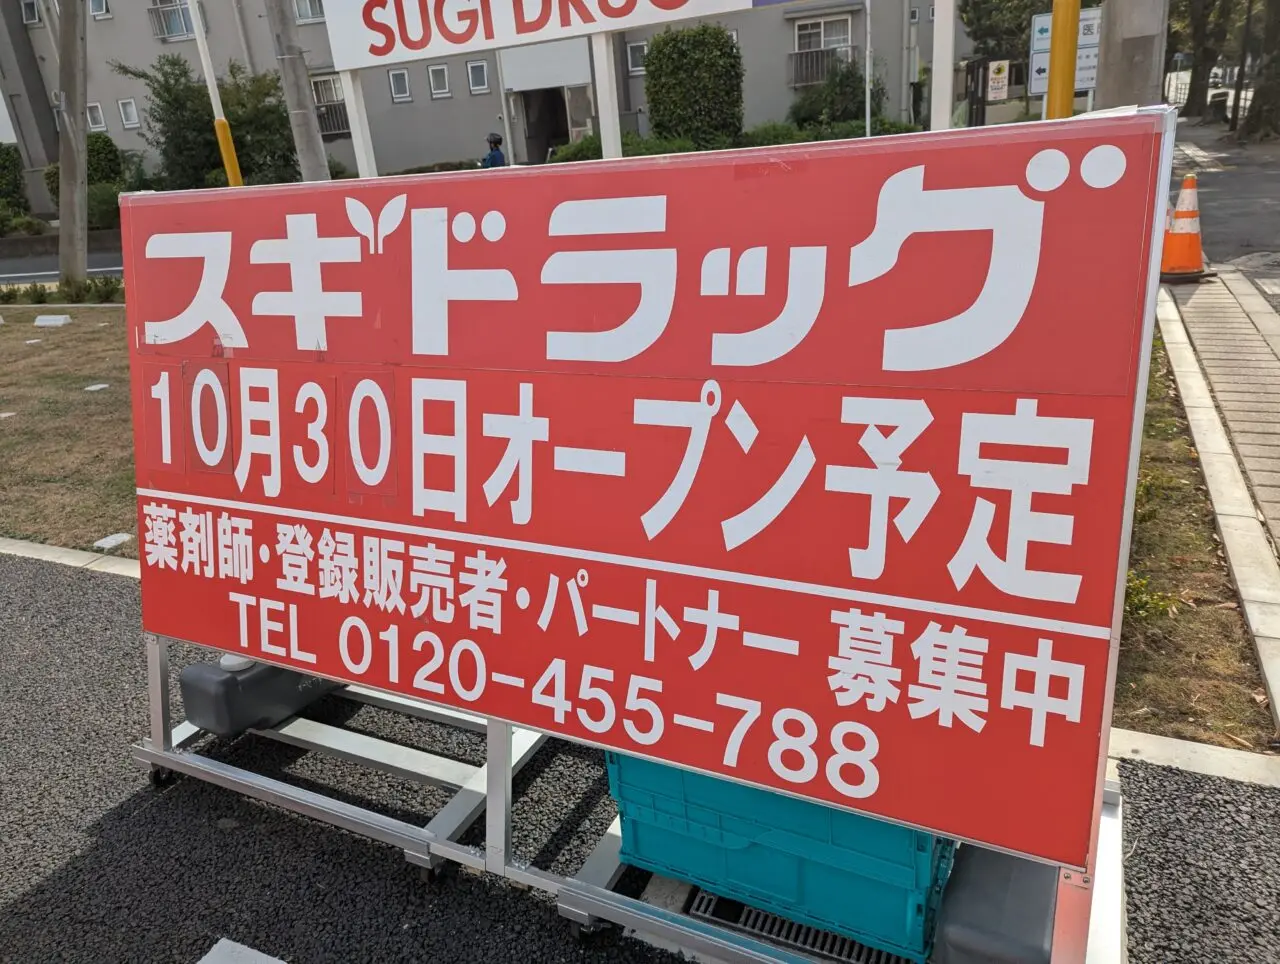 SUGI DRUG
スギドラッグ
10月30日オープン予定
薬剤師・登録販売者・パートナー 募集中
TEL 0120-455-788
医